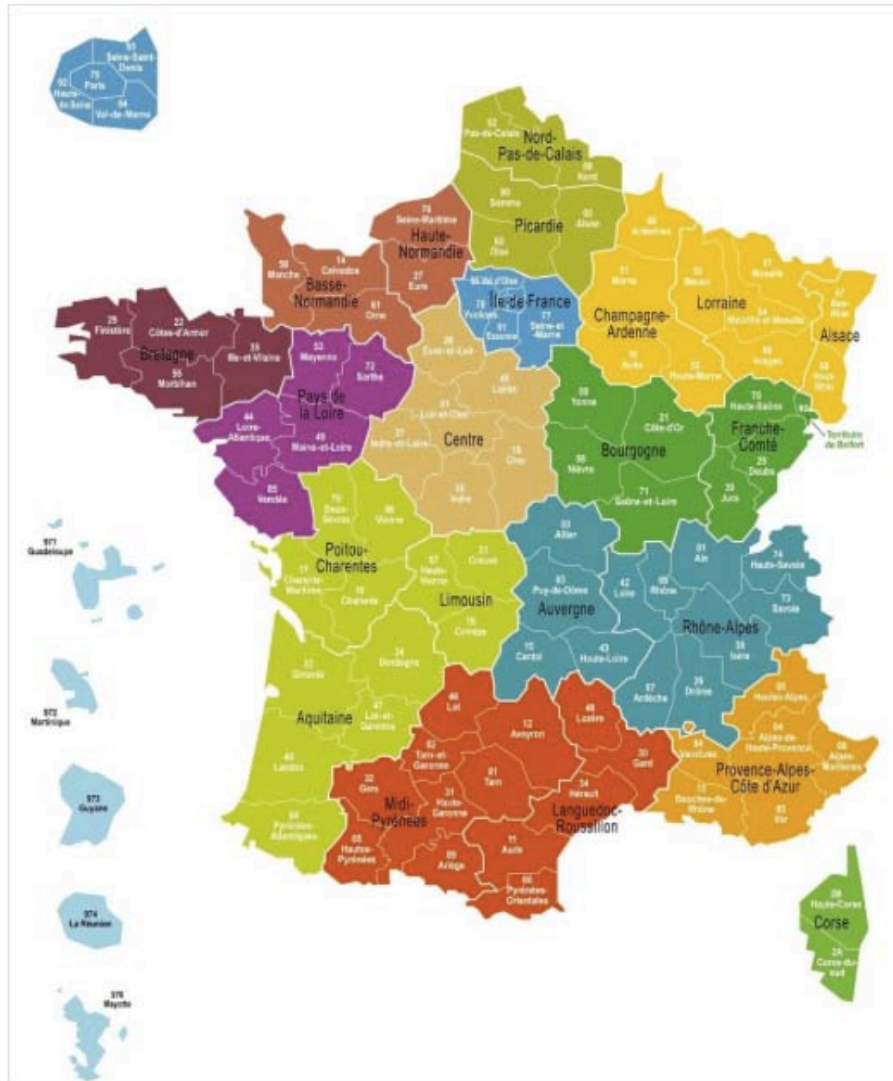 93
Seine-Saint-
Denis
75
Paris
92
Hauts-
de-Seine
94
Val-de-Marne
62
Pas-de-Calais
Nord-
Pas-de-Calais
59
Nord
80
Somme
Picardie
02
Aisne
60
Oise
76
Seine-Maritime
Haute-
Normandie
27
Eure
14
Calvados
50
Manche
Basse-
Normandie
61
Orne
95 Val d'Oise
Île-de-France
78
Yvelines
77
Seine-et-Marne
91
Essonne
08
Ardennes
51
Marne
Champagne-
Ardenne
10
Aube
52
Haute-Marne
55
Meuse
57
Moselle
Lorraine
54
Meurthe-et-Moselle
88
Vosges
67
Bas-
Rhin
Alsace
68
Haut-
Rhin
29
Finistère
22
Côtes-d'Armor
Bretagne
35
Ille-et-Vilaine
56
Morbihan
53
Mayenne
72
Sarthe
Pays de
la Loire
44
Loire-
Atlantique
49
Maine-et-Loire
85
Vendée
28
Eure-et-Loir
45
Loiret
41
Loir-et-Cher
37
Indre-et-Loire
Centre
18
Cher
36
Indre
89
Yonne
21
Côte-d'Or
Bourgogne
58
Nièvre
71
Saône-et-Loire
70
Haute-Saône
90
Territoire
de Belfort
Franche-
Comté
25
Doubs
39
Jura
79
Deux-
Sèvres
86
Vienne
Poitou-
Charentes
17
Charente-
Maritime
16
Charente
87
Haute-
Vienne
23
Creuse
Limousin
19
Corrèze
03
Allier
63
Puy-de-Dôme
Auvergne
15
Cantal
43
Haute-Loire
42
Loire
69
Rhône
01
Ain
74
Haute-Savoie
73
Savoie
Rhône-Alpes
38
Isère
07
Ardèche
26
Drôme
33
Gironde
24
Dordogne
47
Lot-et-
Garonne
Aquitaine
40
Landes
64
Pyrénées-
Atlantiques
46
Lot
12
Aveyron
82
Tarn-et-
Garonne
81
Tarn
32
Gers
31
Haute-
Garonne
Midi-
Pyrénées
65
Hautes-
Pyrénées
09
Ariège
48
Lozère
30
Gard
34
Hérault
Languedoc-
Roussillon
11
Aude
66
Pyrénées-
Orientales
05
Hautes-Alpes
04
Alpes-de-
Haute-Provence
06
Alpes-
Maritimes
84
Vaucluse
Provence-Alpes-
Côte d'Azur
13
Bouches-du-
Rhône
83
Var
2B
Haute-Corse
Corse
2A
Corse-du-
sud
971
Guadeloupe
972
Martinique
973
Guyane
974
La Réunion
976
Mayotte